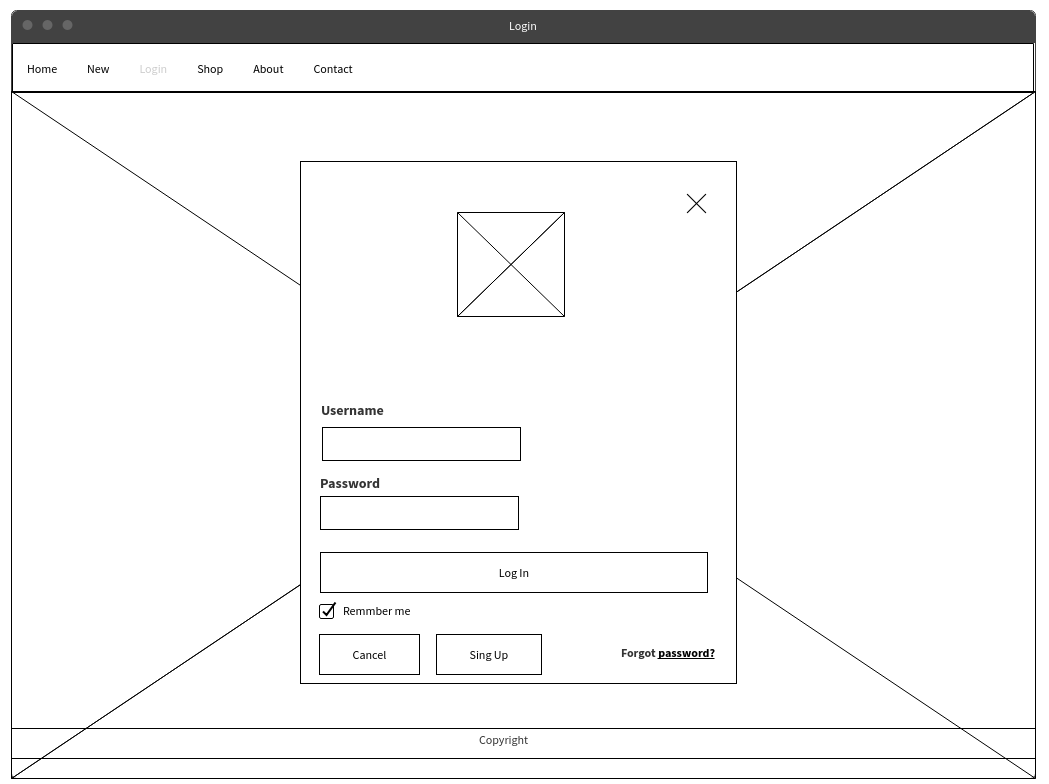 Login
Home New Login Shop About Contact
Username
Password
Log In
Remmber me
Cancel Sing Up Forgot password?
Copyright